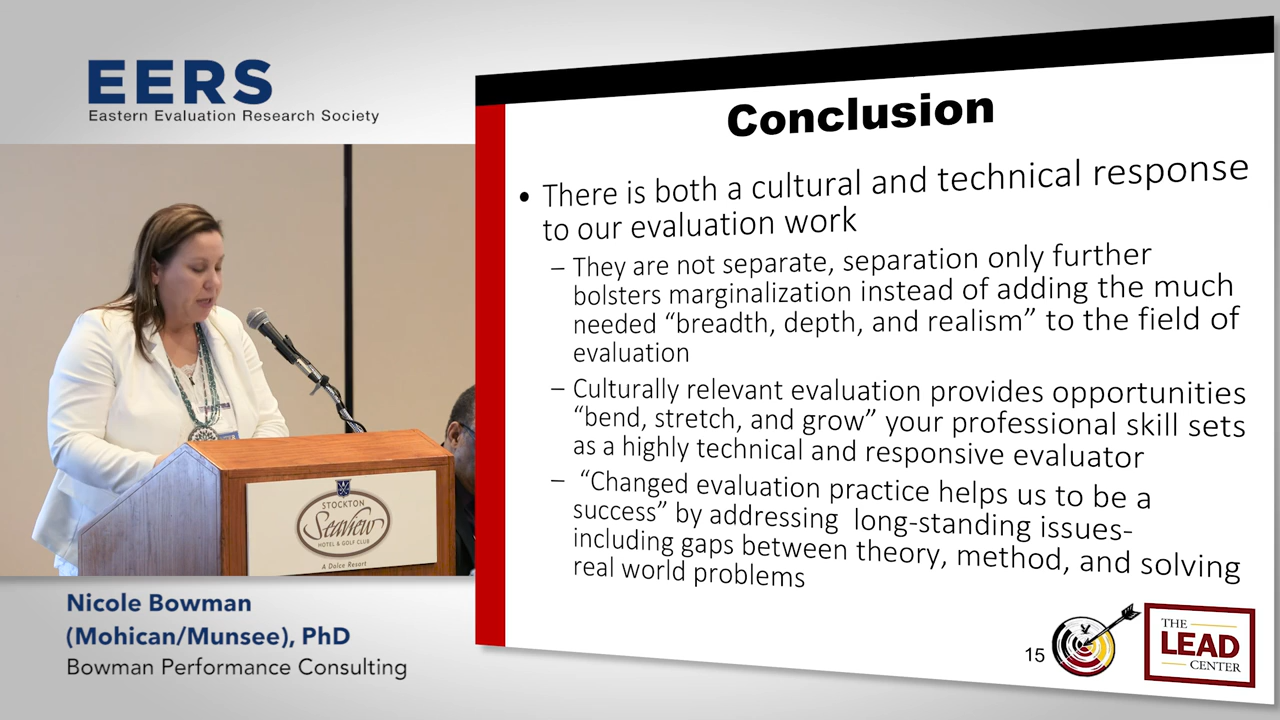 EERS
Eastern Evaluation Research Society
STOCKTON
Seaview
HOTEL & GOLF CLUB
A Dolce Resort
Nicole Bowman
(Mohican/Munsee), PhD
Bowman Performance Consulting
Conclusion
• There is both a cultural and technical response
to our evaluation work
– They are not separate, separation only further
bolsters marginalization instead of adding the much
needed “breadth, depth, and realism” to the field of
evaluation
– Culturally relevant evaluation provides opportunities
“bend, stretch, and grow” your professional skill sets
as a highly technical and responsive evaluator
– “Changed evaluation practice helps us to be a
success” by addressing long-standing issues-
including gaps between theory, method, and solving
real world problems
15
THE
LEAD
CENTER